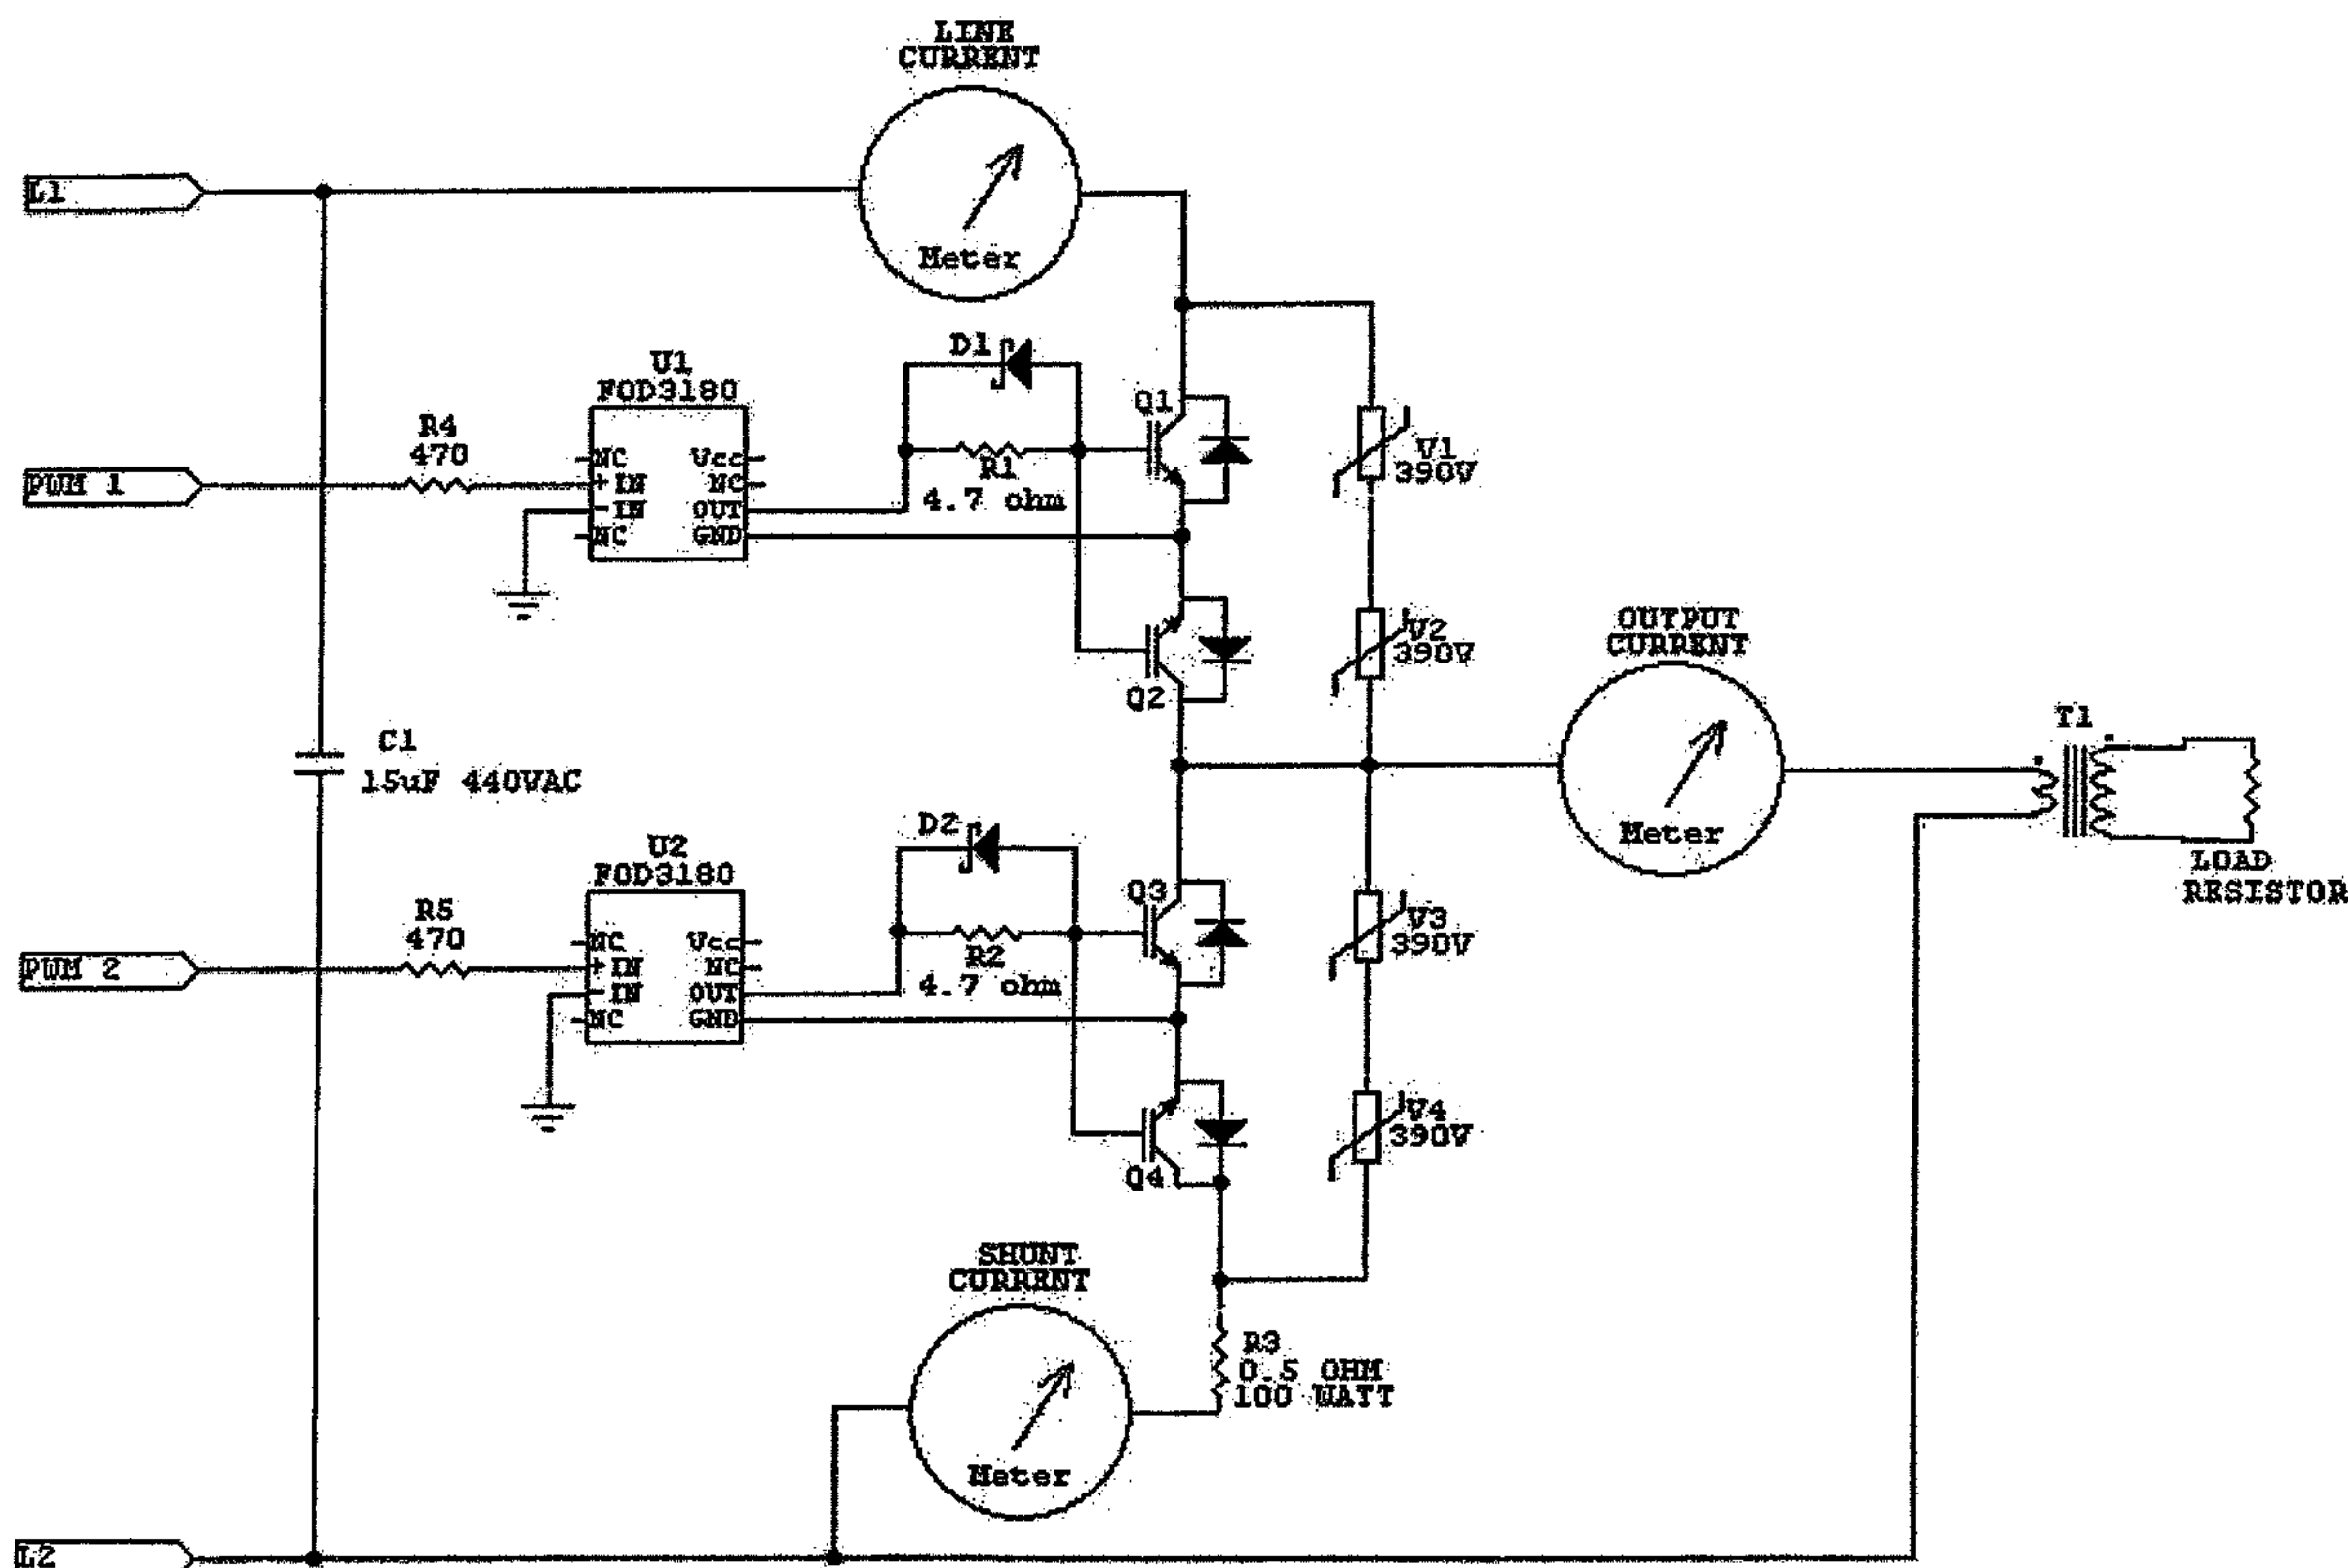 LINE
CURRENT
Meter
L1
D1
U1
FOD3180
Q1
R4
470
NC
Vcc
+ IN
NC
- IN
OUT
NC
GND
R1
4.7 ohm
V1
390V
PWM 1
Q2
V2
390V
OUTPUT
CURRENT
Meter
T1
C1
15uF 440VAC
LOAD
RESISTOR
D2
U2
FOD3180
Q3
R5
470
NC
Vcc
+ IN
NC
- IN
OUT
NC
GND
R2
4.7 ohm
V3
390V
PWM 2
Q4
V4
390V
SHUNT
CURRENT
Meter
R3
0.5 OHM
100 WATT
L2